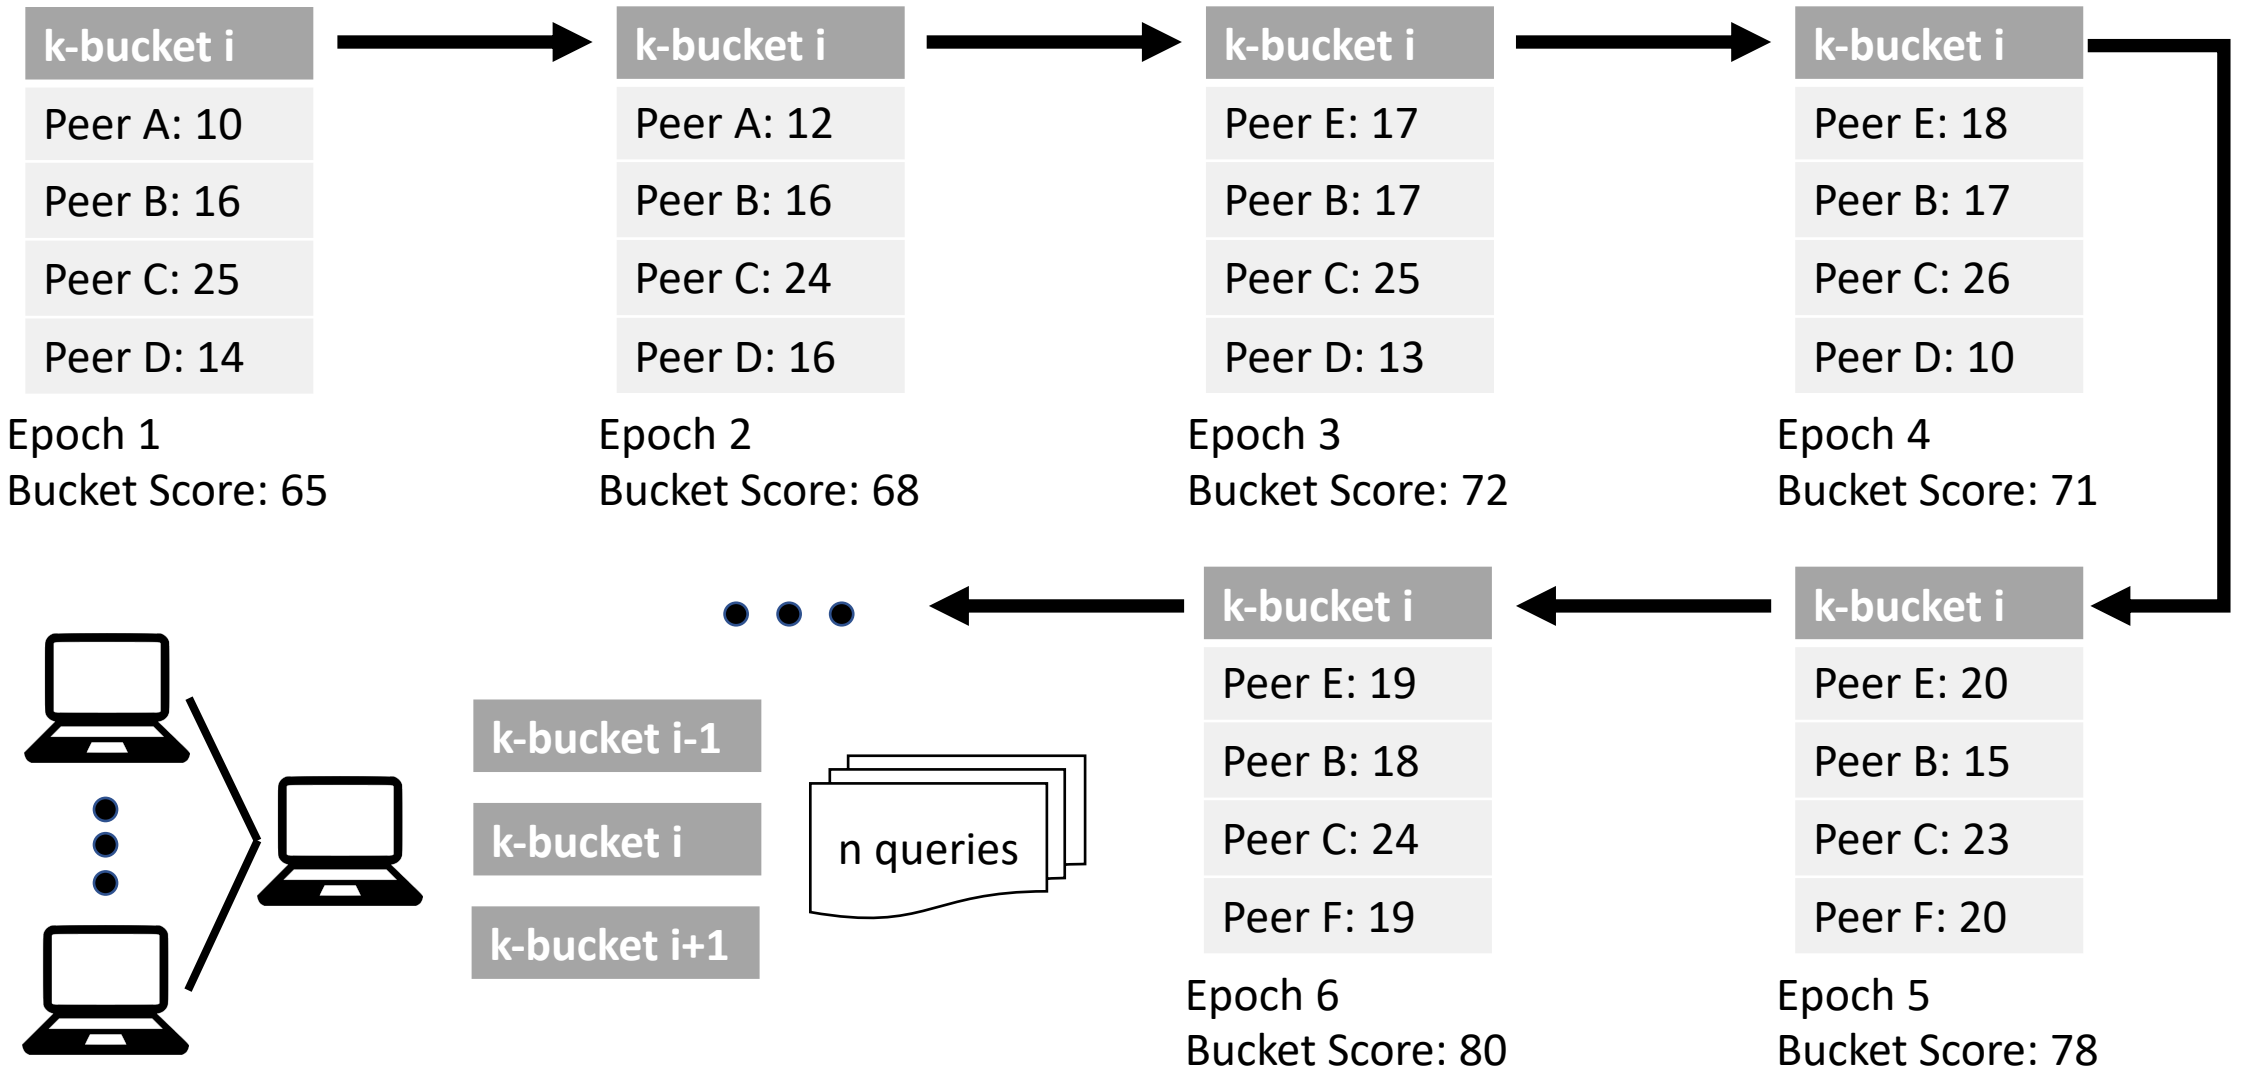 k-bucket i
Peer A: 10
Peer B: 16
Peer C: 25
Peer D: 14
Epoch 1
Bucket Score: 65
k-bucket i
Peer A: 12
Peer B: 16
Peer C: 24
Peer D: 16
Epoch 2
Bucket Score: 68
k-bucket i
Peer E: 17
Peer B: 17
Peer C: 25
Peer D: 13
Epoch 3
Bucket Score: 72
k-bucket i
Peer E: 18
Peer B: 17
Peer C: 26
Peer D: 10
Epoch 4
Bucket Score: 71
k-bucket i
Peer E: 20
Peer B: 15
Peer C: 23
Peer F: 20
Epoch 5
Bucket Score: 78
k-bucket i
Peer E: 19
Peer B: 18
Peer C: 24
Peer F: 19
Epoch 6
Bucket Score: 80
k-bucket i-1
k-bucket i
k-bucket i+1
n queries